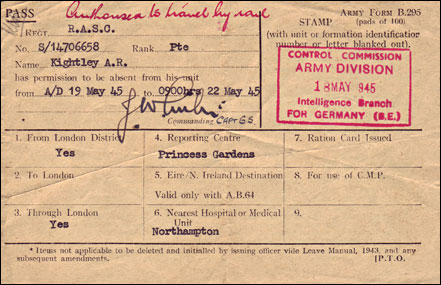 PASS
Authorised to travel by rail
ARMY FORM B.295
(pads of 100)
REGT. R.A.S.C.
STAMP
(with unit or formation identification
number or letter blanked out).
No. S/14706658 Rank Pte
Name Kightley A.R.
has permission to be absent from his unit
from A/D 19 May 45 to 0900hrs 22 May 45
Commanding Capt GS.
CONTROL COMMISSION
ARMY DIVISION
18 MAY 945
Intelligence Branch
FOR GERMANY (B.E.)
1. From London District
Yes
4. Reporting Centre
Princess Gardens
7. Ration Card Issued
2. To London
5. Eire/N. Ireland Destination
Valid only with A.B.64
8. For use of C.M.P.
3. Through London
Yes
6. Nearest Hospital or Medical
Unit
Northampton
9.
* Items not applicable to be deleted and initialled by issuing officer vide Leave Manual, 1943, and any
subsequent amendments.
[P.T.O.